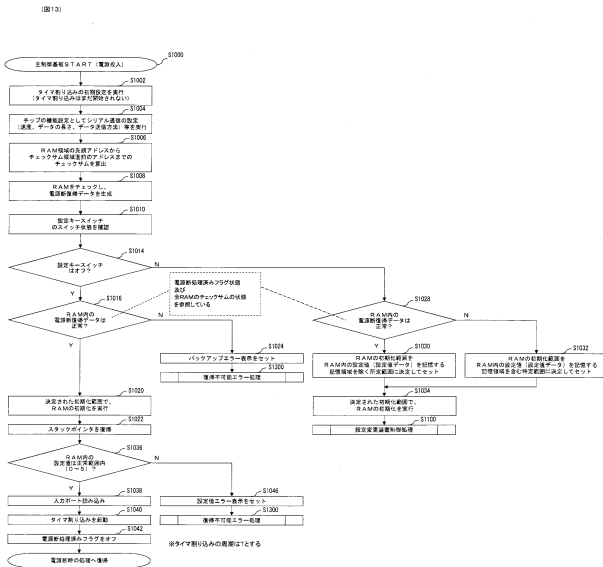 (図13)
主制御基板START(電源投入)
S1000
S1002
タイマ割り込みの初期設定を実行
(タイマ割り込みはまだ開始されない)
S1004
チップの機能設定としてシリアル通信の設定
(速度、データの長さ、データ送信方法)等を実行
S1006
RAM領域の先頭アドレスから
チェックサム領域直前のアドレスまでの
チェックサムを算出
S1008
RAMをチェックし、
電源断復帰データを生成
S1010
設定キースイッチ
のスイッチ状態を確認
S1014
設定キースイッチ
はオフ?
N
Y
電源断処理済みフラグ状態
及び
全RAMのチェックサムの状態
を参照している
S1016
RAM内の
電源断復帰データは
正常?
N
Y
S1028
RAM内の
電源断復帰データは
正常?
N
Y
S1024
バックアップエラー表示をセット
S1300
復帰不可能エラー処理
S1030
RAMの初期化範囲を
RAM内の設定値(設定値データ)を記憶する
記憶領域を除く所定範囲に決定してセット
S1032
RAMの初期化範囲を
RAM内の設定値(設定値データ)を記憶する
記憶領域を含む特定範囲に決定してセット
S1020
決定された初期化範囲で、
RAMの初期化を実行
S1034
決定された初期化範囲で、
RAMの初期化を実行
S1022
スタックポインタを復帰
S1100
設定変更装置制御処理
S1036
RAM内の
設定値は正常範囲内
(0~5)?
N
Y
S1038
入力ポート読み込み
S1046
設定値エラー表示をセット
S1040
タイマ割り込みを起動
S1300
復帰不可能エラー処理
S1042
電源断処理済みフラグをオフ
※タイマ割り込みの周期はTとする
電源断時の処理へ復帰